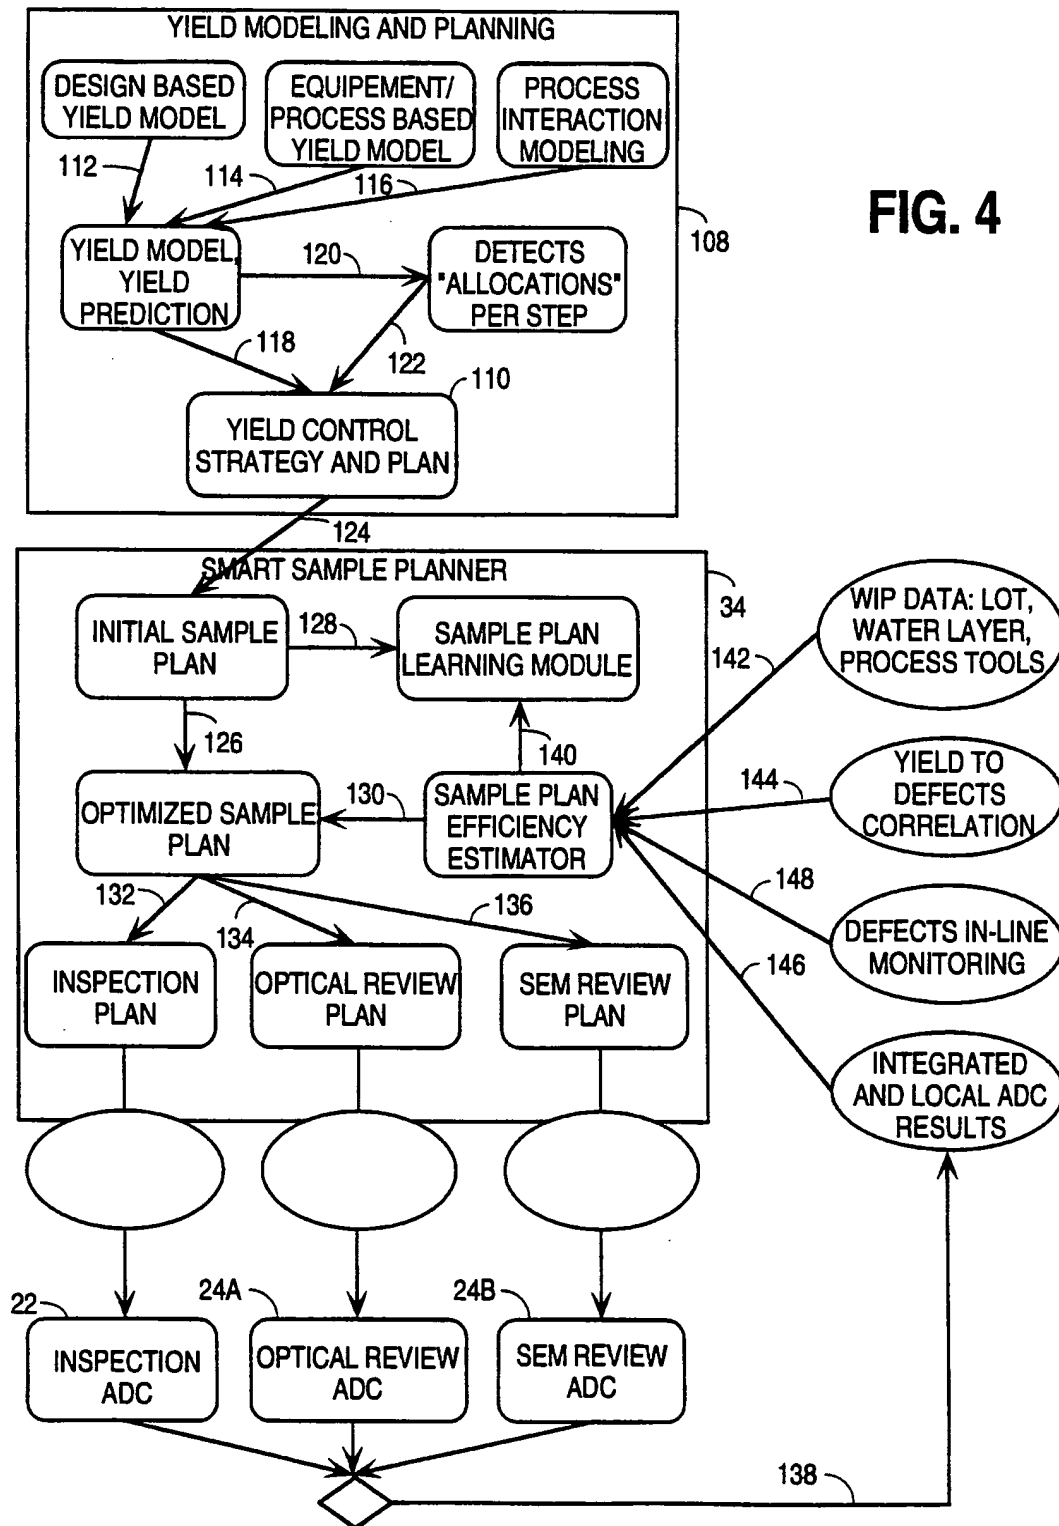 YIELD MODELING AND PLANNING
DESIGN BASED
YIELD MODEL
EQUIPEMENT/
PROCESS BASED
YIELD MODEL
PROCESS
INTERACTION
MODELING
112
114
116
108
FIG. 4
YIELD MODEL,
YIELD
PREDICTION
120
DETECTS
"ALLOCATIONS"
PER STEP
118
122
110
YIELD CONTROL
STRATEGY AND PLAN
124
SMART SAMPLE PLANNER
34
INITIAL SAMPLE
PLAN
128
SAMPLE PLAN
LEARNING MODULE
142
WIP DATA: LOT,
WATER LAYER,
PROCESS TOOLS
126
140
OPTIMIZED SAMPLE
PLAN
130
SAMPLE PLAN
EFFICIENCY
ESTIMATOR
144
YIELD TO
DEFECTS
CORRELATION
132
134
136
148
DEFECTS IN-LINE
MONITORING
146
INSPECTION
PLAN
OPTICAL REVIEW
PLAN
SEM REVIEW
PLAN
INTEGRATED
AND LOCAL ADC
RESULTS
22
INSPECTION
ADC
24A
OPTICAL REVIEW
ADC
24B
SEM REVIEW
ADC
138